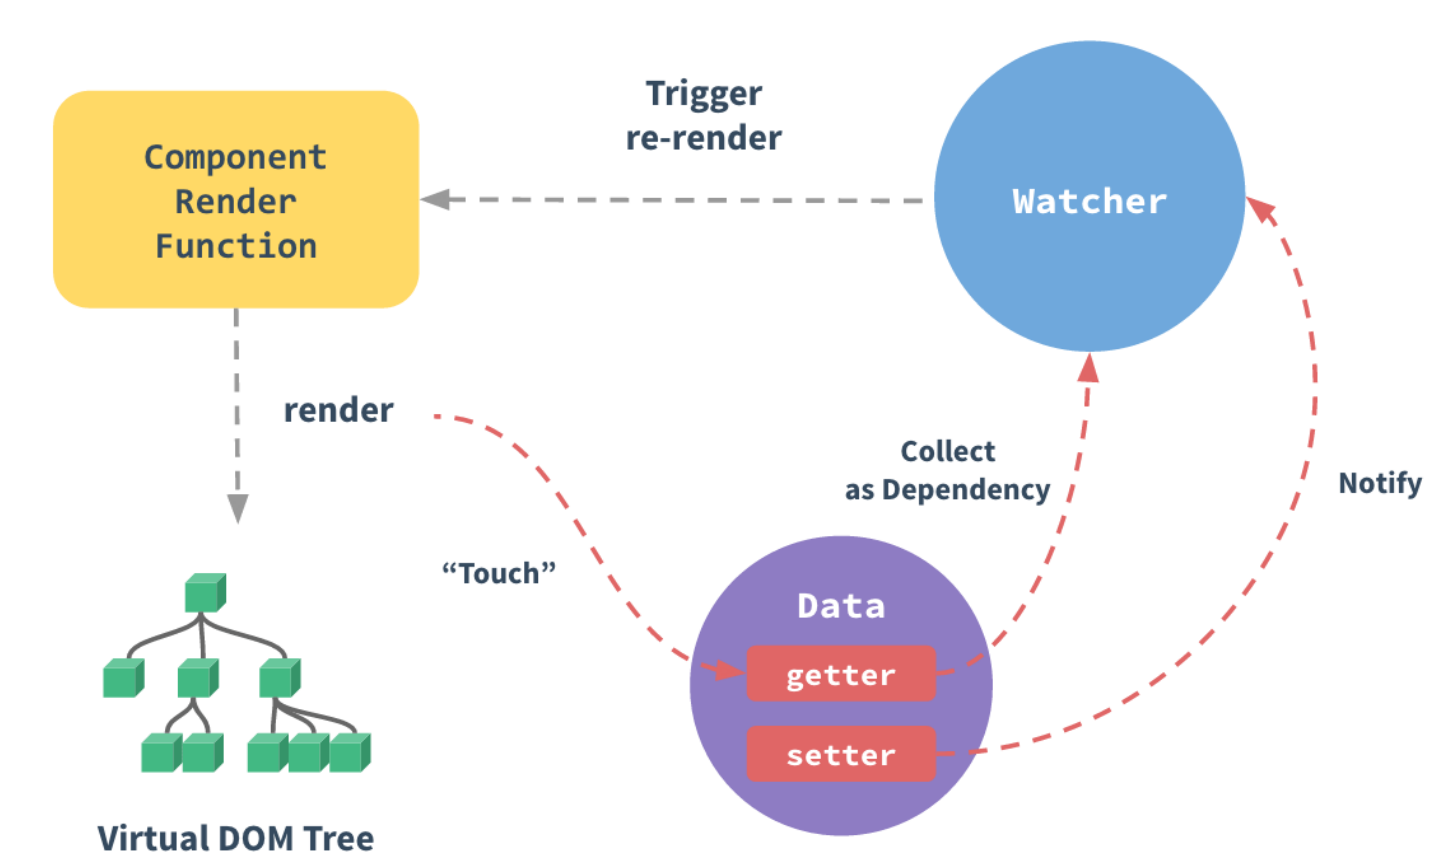 Trigger
re-render
Component
Render
Function
Watcher
render
Collect
as Dependency
Notify
“Touch”
Data
getter
setter
Virtual DOM Tree